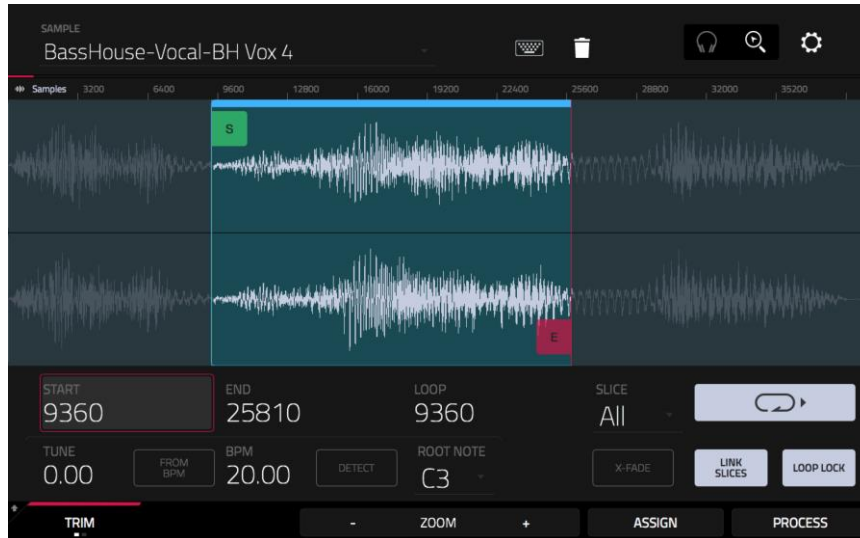 SAMPLE
BassHouse-Vocal-BH Vox 4
Samples 3200 6400 9600 12800 16000 19200 22400 25600 28800 32000 35200
S
E
START END LOOP SLICE
9360 25810 9360 All
TUNE BPM ROOT NOTE
0.00 FROM BPM 20.00 DETECT C3 X-FADE LINK SLICES LOOP LOCK
TRIM - ZOOM + ASSIGN PROCESS